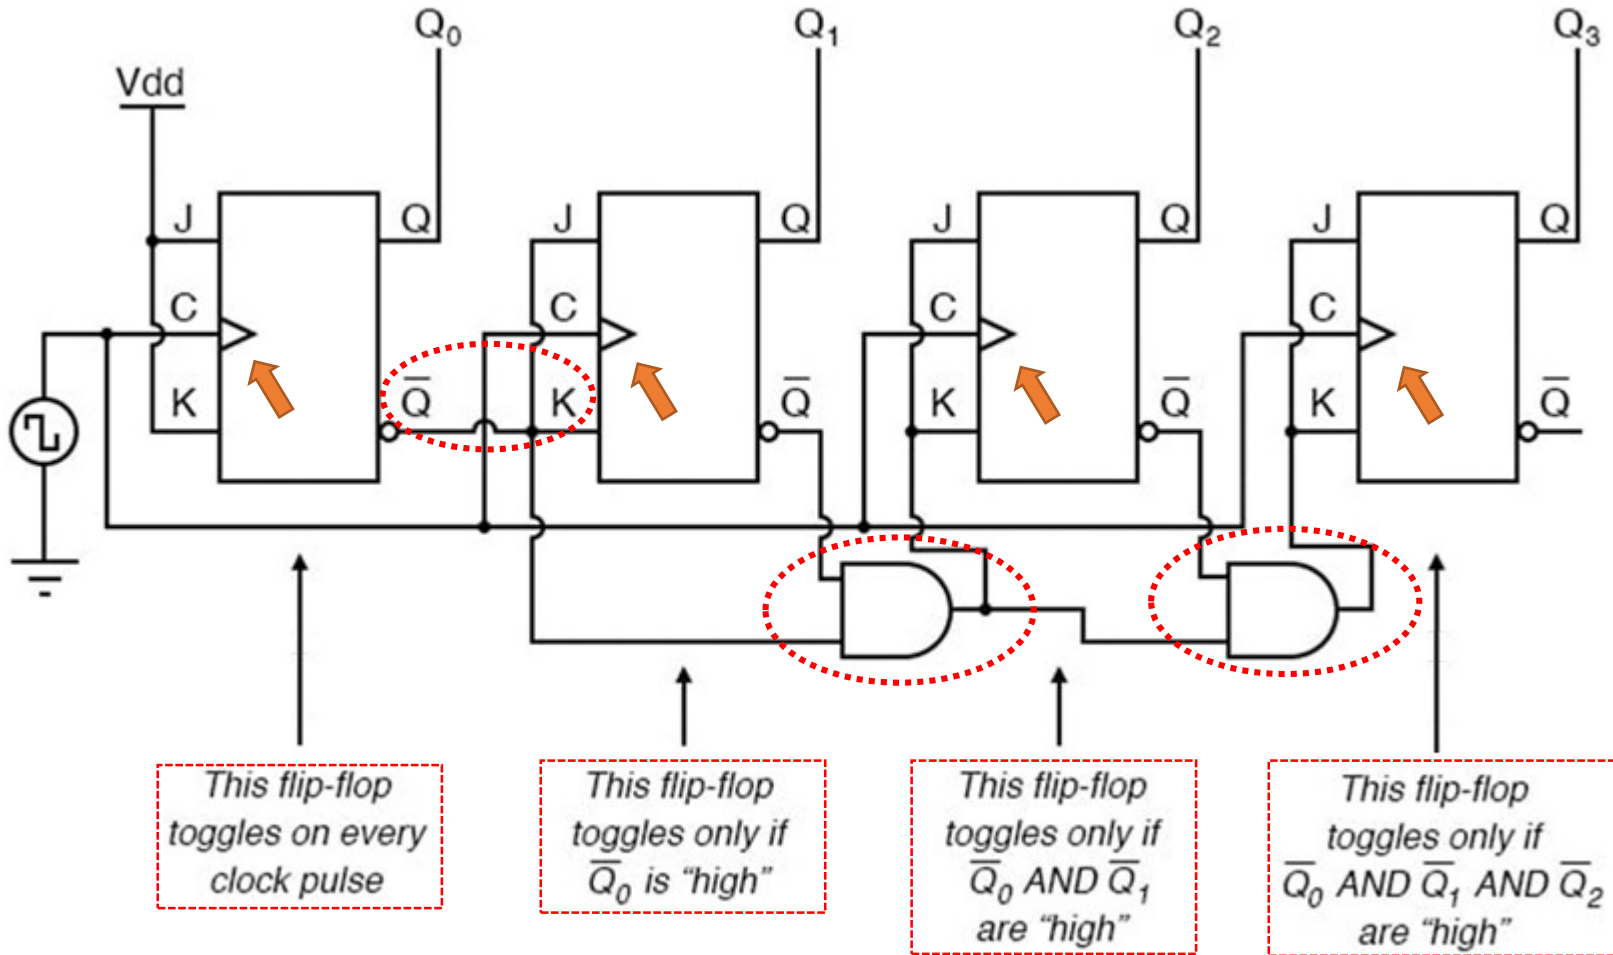 Q0 Q1 Q2 Q3
Vdd
J Q J Q J Q J Q
C C C C
K Q̅ K Q̅ K Q̅ K Q̅
This flip-flop
toggles on every
clock pulse
This flip-flop
toggles only if
Q̅0 is “high”
This flip-flop
toggles only if
Q̅0 AND Q̅1
are “high”
This flip-flop
toggles only if
Q̅0 AND Q̅1 AND Q̅2
are “high”